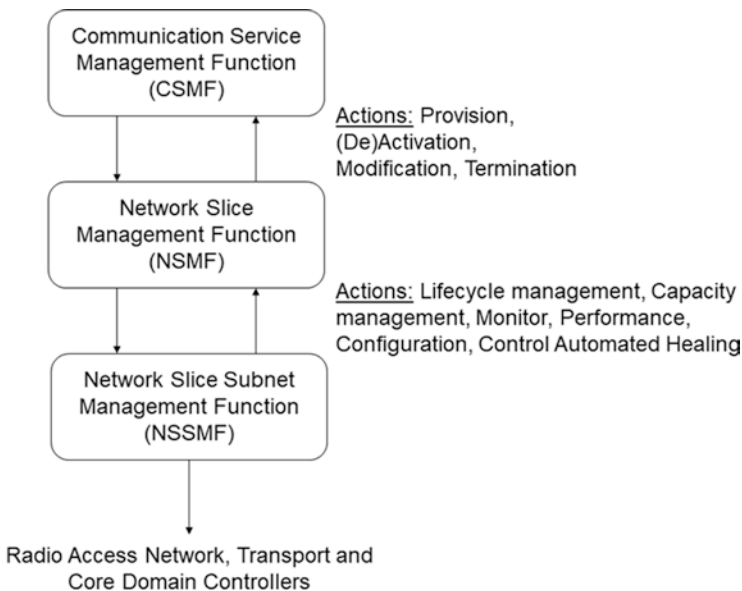 Communication Service
Management Function
(CSMF)
Actions: Provision,
(De)Activation,
Modification, Termination
Network Slice
Management Function
(NSMF)
Actions: Lifecycle management, Capacity
management, Monitor, Performance,
Configuration, Control Automated Healing
Network Slice Subnet
Management Function
(NSSMF)
Radio Access Network, Transport and
Core Domain Controllers